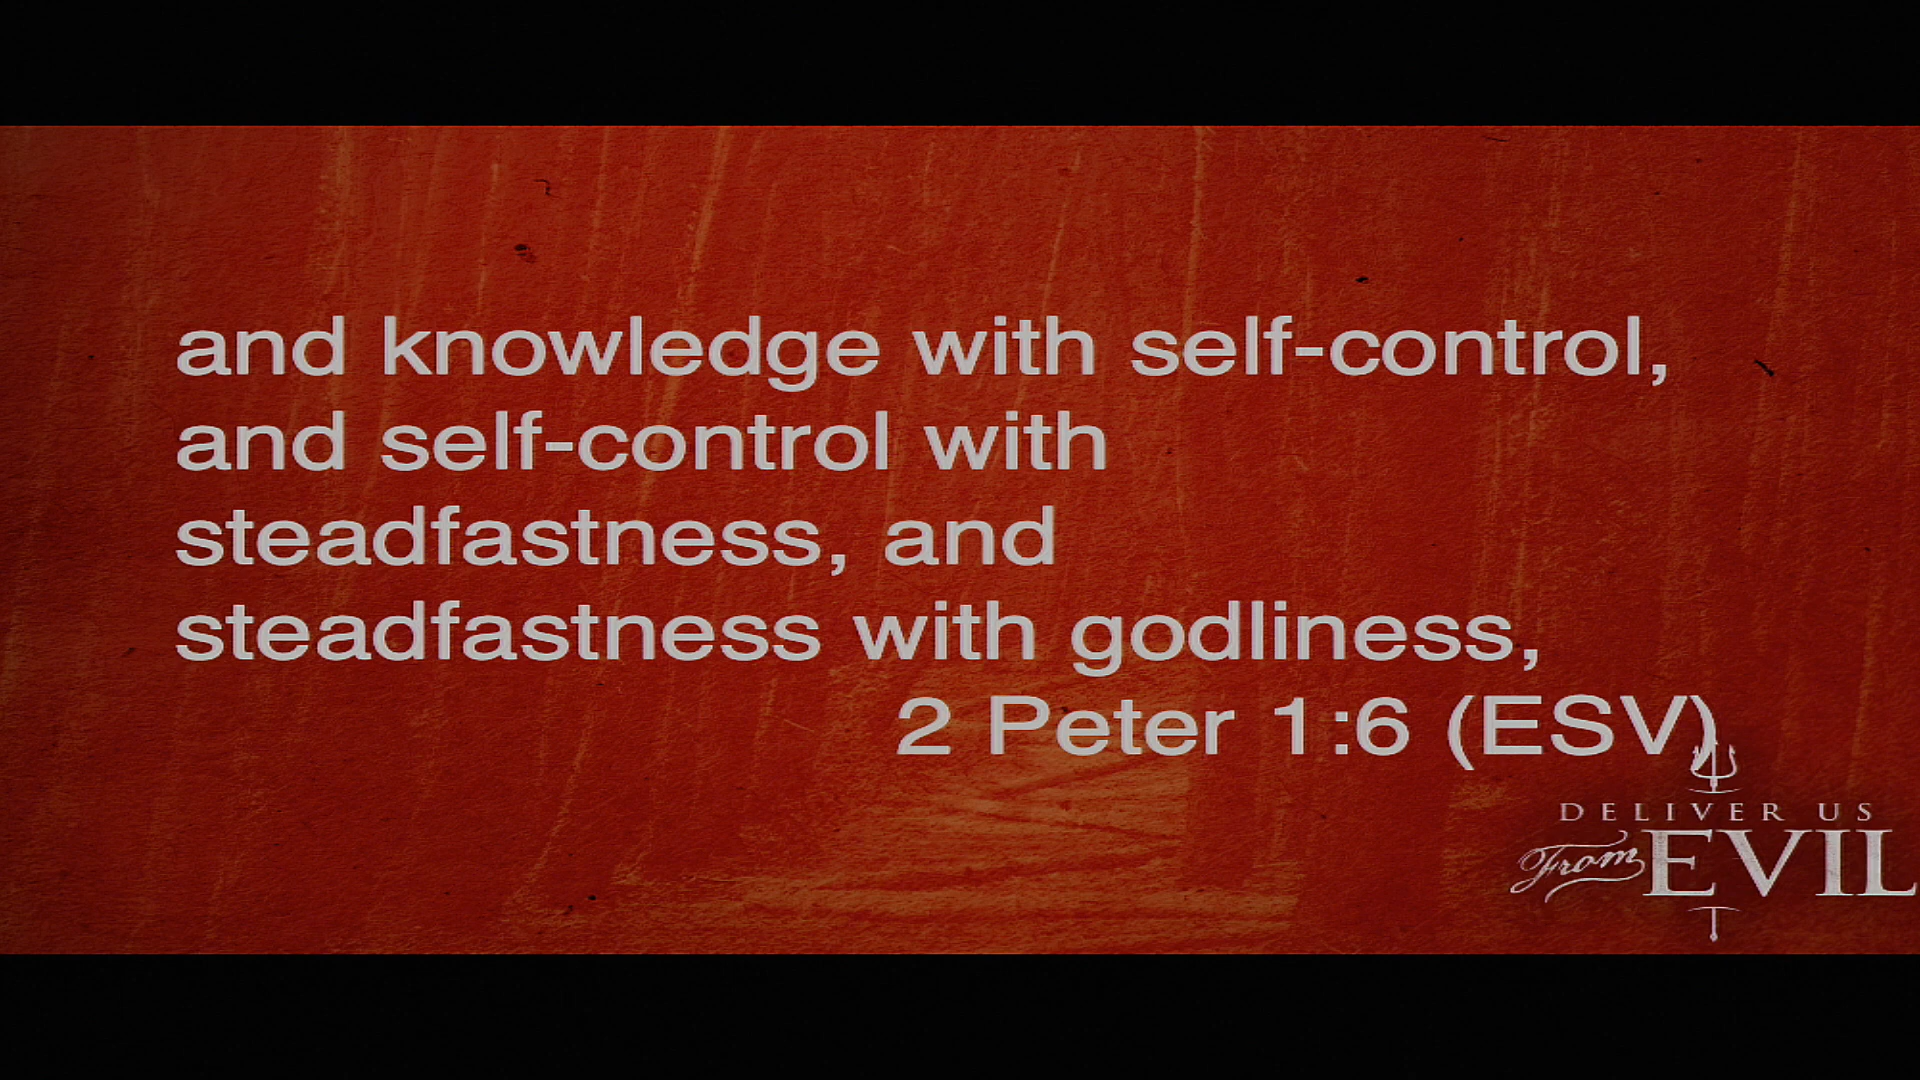 and knowledge with self-control,
and self-control with
steadfastness, and
steadfastness with godliness,
2 Peter 1:6 (ESV)
DELIVER US
From EVIL